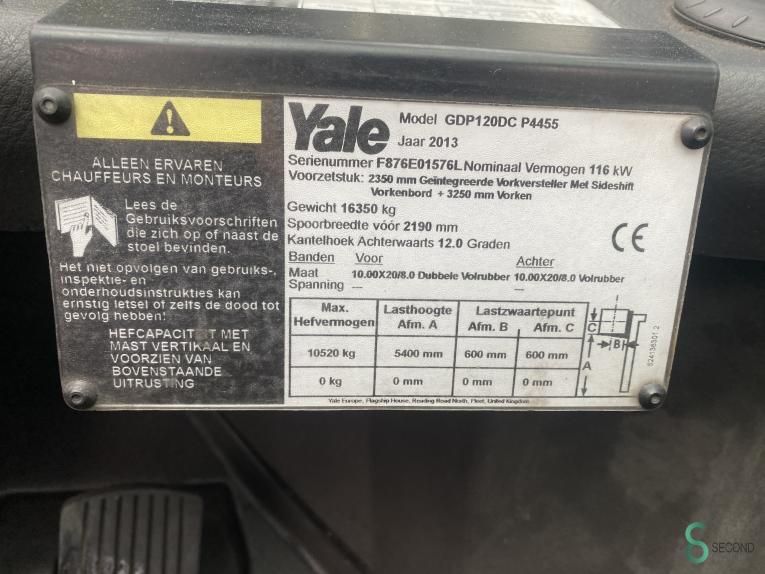 ALLEEN ERVAREN
CHAUFFEURS EN MONTEURS
Lees de
Gebruiksvoorschriften
die zich op of naast de
stoel bevinden.
Het niet opvolgen van gebruiks-,
inspektie- en
onderhoudsinstrukties kan
ernstig letsel of zelfs de dood tot
gevolg hebben!
HEFCAPACITEIT MET
MAST VERTIKAAL EN
VOORZIEN VAN
BOVENSTAANDE
UITRUSTING
Yale Model GDP120DC P4455
Jaar 2013
Serienummer F876E01576L Nominaal Vermogen 116 kW
Voorzetstuk: 2350 mm Geïntegreerde Vorkversteller Met Sideshift
Vorkenbord + 3250 mm Vorken
Gewicht 16350 kg
Spoorbreedte vóór 2190 mm
Kantelhoek Achterwaarts 12.0 Graden
CE
Banden Voor Achter
Maat 10.00X20/8.0 Dubbele Volrubber 10.00X20/8.0 Volrubber
Spanning --- ---
Max. Hefvermogen Lasthoogte Afm. A Lastzwaartepunt Afm. B Afm. C
10520 kg 5400 mm 600 mm 600 mm
0 kg 0 mm 0 mm 0 mm
C
B
A
Yale Europe, Flagship House, Reading Road North, Fleet, United Kingdom
SECOND